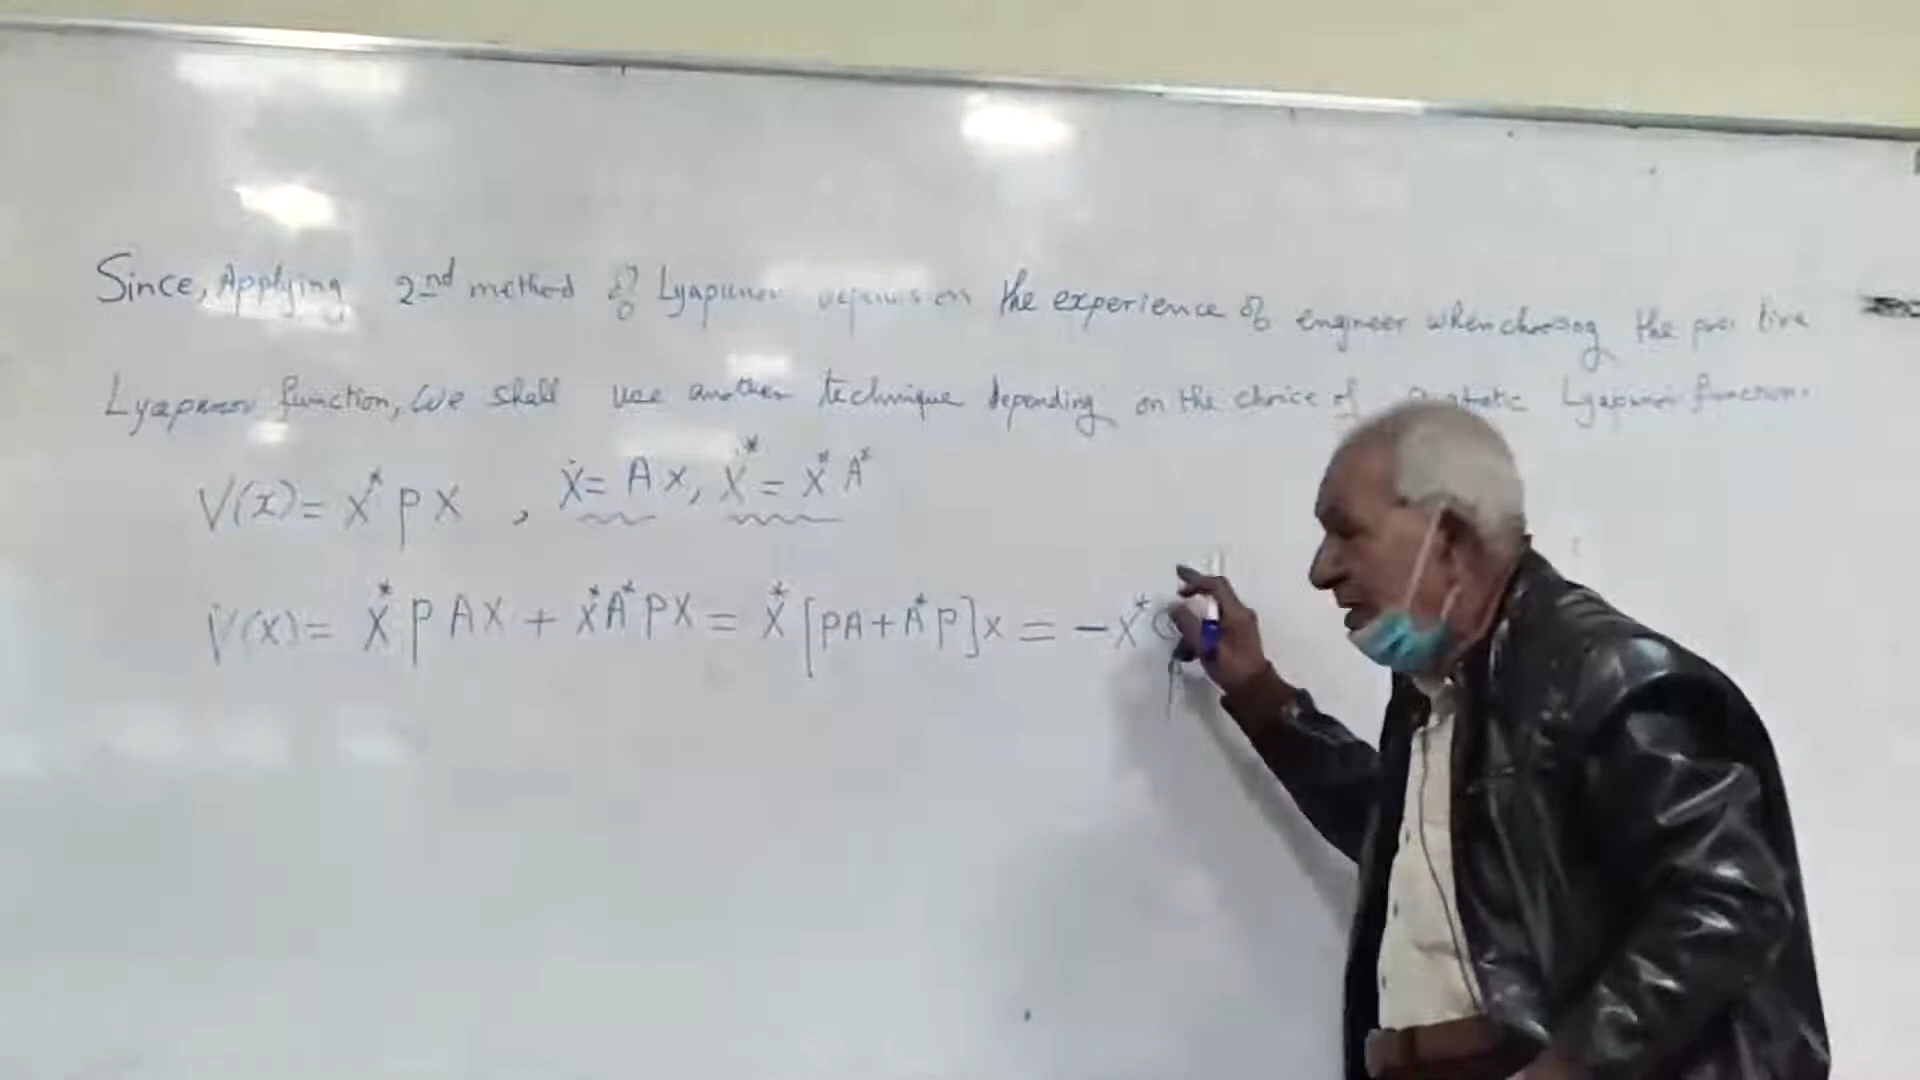 Since, Applying 2nd method of Lyapunov depends on the experience of engineer when choosing the positive
Lyapunov function, We shall use another technique depending on the choice of Lyapunov function.
V(x) = x* P x , ẋ = A x, ẋ* = x* A*
V̇(x) = x* P A x + x* A* P x = x* [PA + A* P] x = - x*